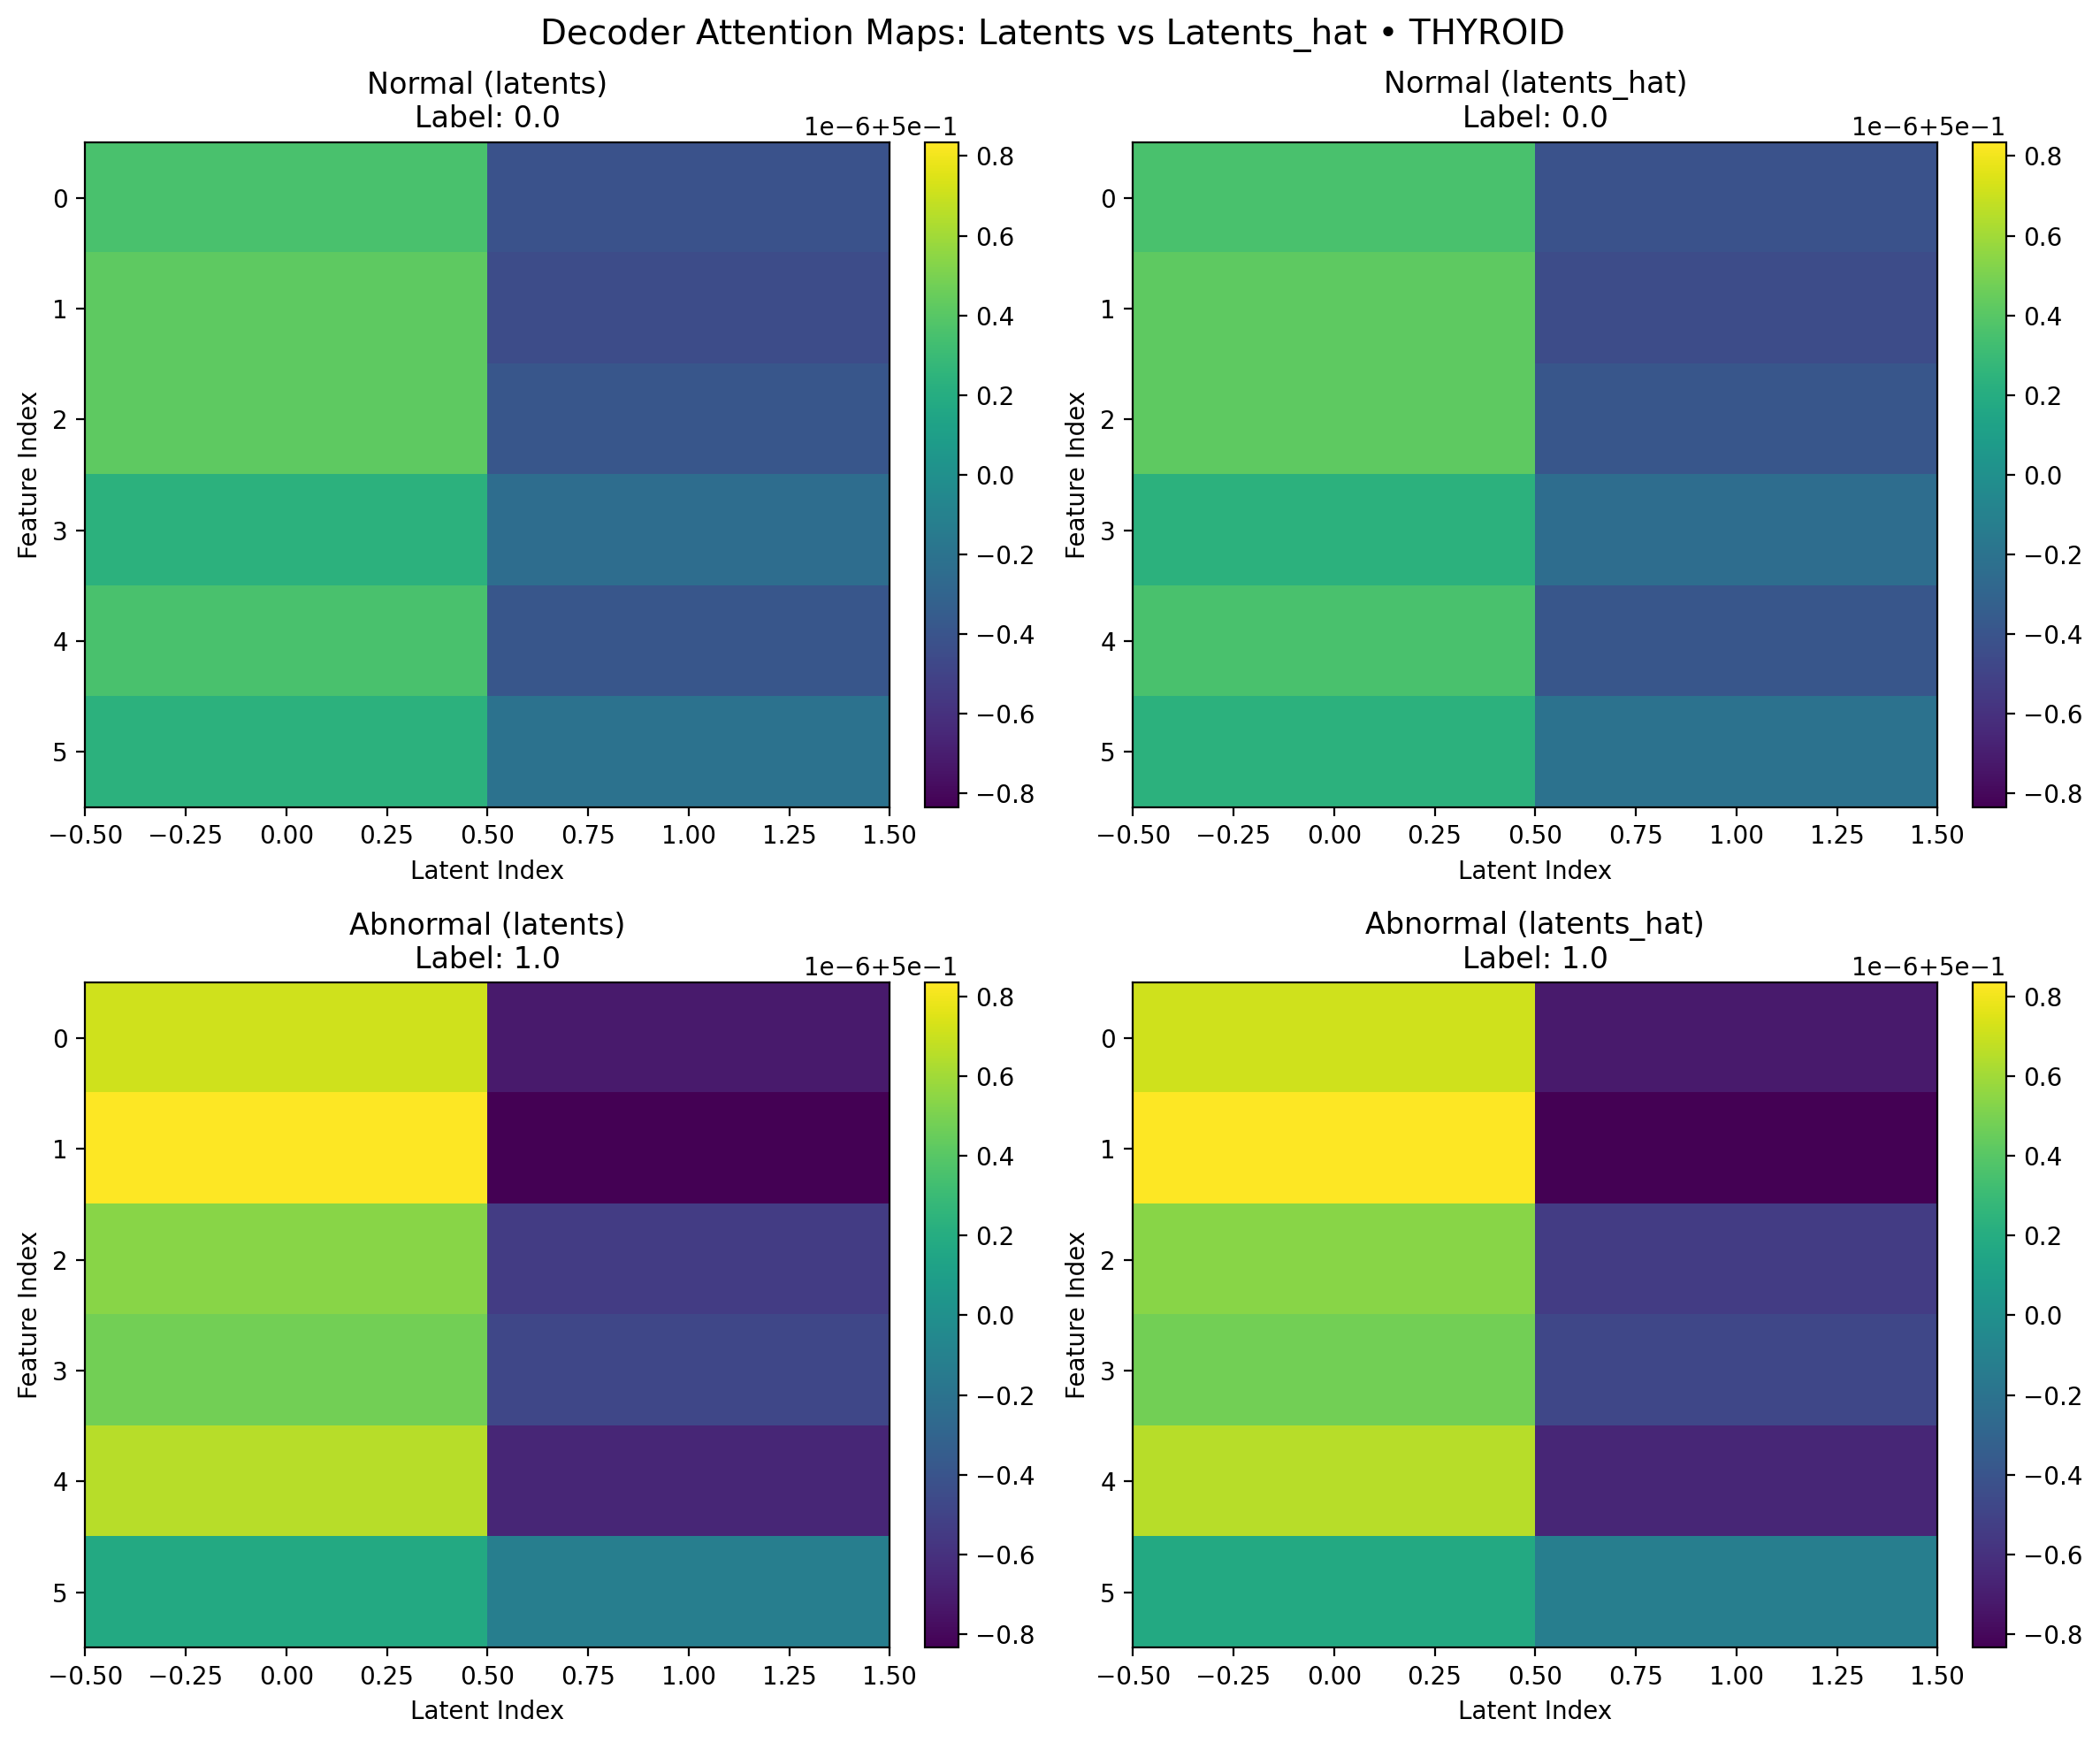 Decoder Attention Maps: Latents vs Latents_hat • THYROID
Normal (latents)
Label: 0.0
1e−6+5e−1
0
1
2
3
4
5
Feature Index
−0.50 −0.25 0.00 0.25 0.50 0.75 1.00 1.25 1.50
Latent Index
0.8
0.6
0.4
0.2
0.0
−0.2
−0.4
−0.6
−0.8
Normal (latents_hat)
Label: 0.0
1e−6+5e−1
0
1
2
3
4
5
Feature Index
−0.50 −0.25 0.00 0.25 0.50 0.75 1.00 1.25 1.50
Latent Index
0.8
0.6
0.4
0.2
0.0
−0.2
−0.4
−0.6
−0.8
Abnormal (latents)
Label: 1.0
1e−6+5e−1
0
1
2
3
4
5
Feature Index
−0.50 −0.25 0.00 0.25 0.50 0.75 1.00 1.25 1.50
Latent Index
0.8
0.6
0.4
0.2
0.0
−0.2
−0.4
−0.6
−0.8
Abnormal (latents_hat)
Label: 1.0
1e−6+5e−1
0
1
2
3
4
5
Feature Index
−0.50 −0.25 0.00 0.25 0.50 0.75 1.00 1.25 1.50
Latent Index
0.8
0.6
0.4
0.2
0.0
−0.2
−0.4
−0.6
−0.8